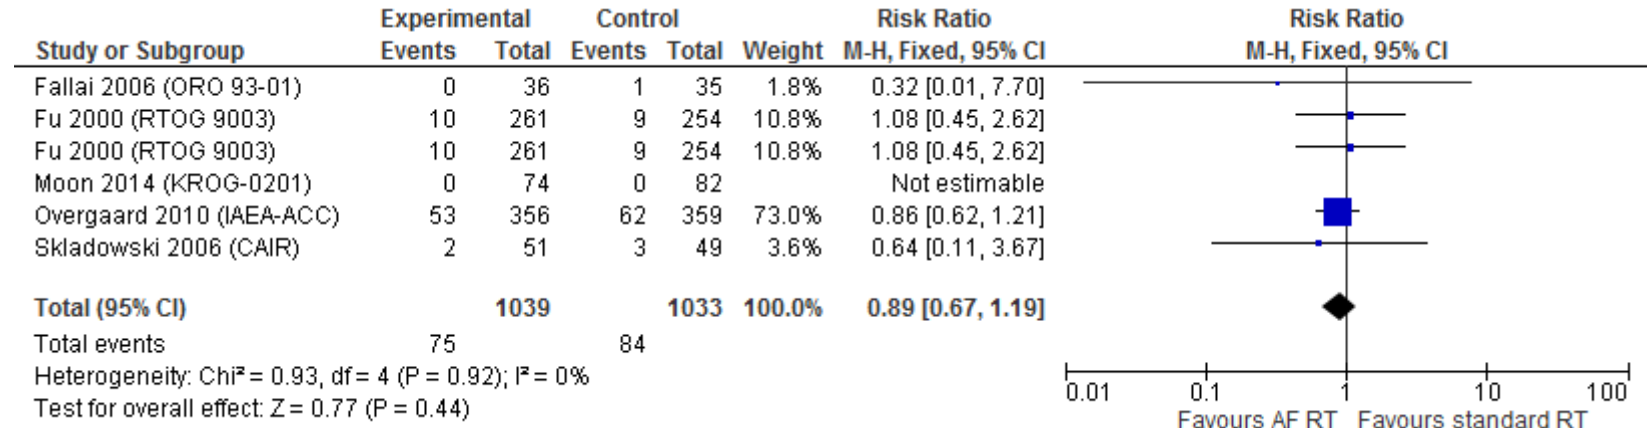 Experimental Control Risk Ratio Risk Ratio
Study or Subgroup Events Total Events Total Weight M-H, Fixed, 95% CI M-H, Fixed, 95% CI
Fallai 2006 (ORO 93-01) 0 36 1 35 1.8% 0.32 [0.01, 7.70]
Fu 2000 (RTOG 9003) 10 261 9 254 10.8% 1.08 [0.45, 2.62]
Fu 2000 (RTOG 9003) 10 261 9 254 10.8% 1.08 [0.45, 2.62]
Moon 2014 (KROG-0201) 0 74 0 82 Not estimable
Overgaard 2010 (IAEA-ACC) 53 356 62 359 73.0% 0.86 [0.62, 1.21]
Skladowski 2006 (CAIR) 2 51 3 49 3.6% 0.64 [0.11, 3.67]
Total (95% CI) 1039 1033 100.0% 0.89 [0.67, 1.19]
Total events 75 84
Heterogeneity: Chi² = 0.93, df = 4 (P = 0.92); I² = 0%
Test for overall effect: Z = 0.77 (P = 0.44)
0.01 0.1 1 10 100
Favours AF RT Favours standard RT